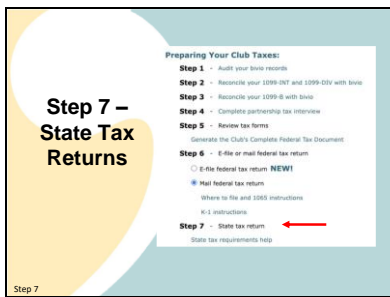 Step 7 –
State Tax
Returns
Preparing Your Club Taxes:
Step 1 - Audit your bivio records
Step 2 - Reconcile your 1099-INT and 1099-DIV with bivio
Step 3 - Reconcile your 1099-B with bivio
Step 4 - Complete partnership tax interview
Step 5 - Review tax forms
Generate the Club's Complete Federal Tax Document
Step 6 - E-file or mail federal tax return
E-file federal tax return NEW!
Mail federal tax return
Where to file and 1065 instructions
K-1 instructions
Step 7 - State tax return
State tax requirements help
Step 7